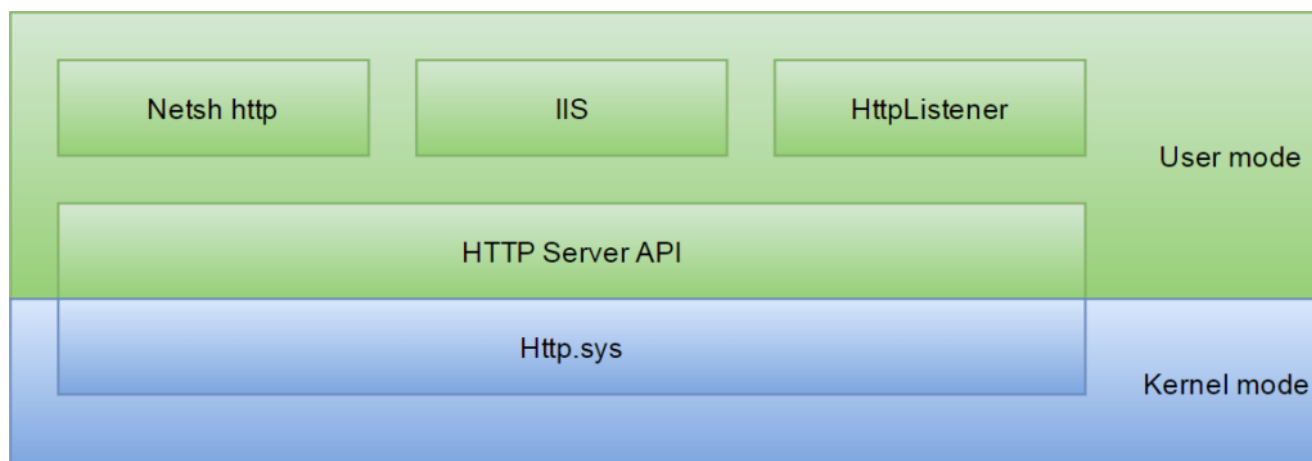 Netsh http
IIS
HttpListener
User mode
HTTP Server API
Http.sys
Kernel mode